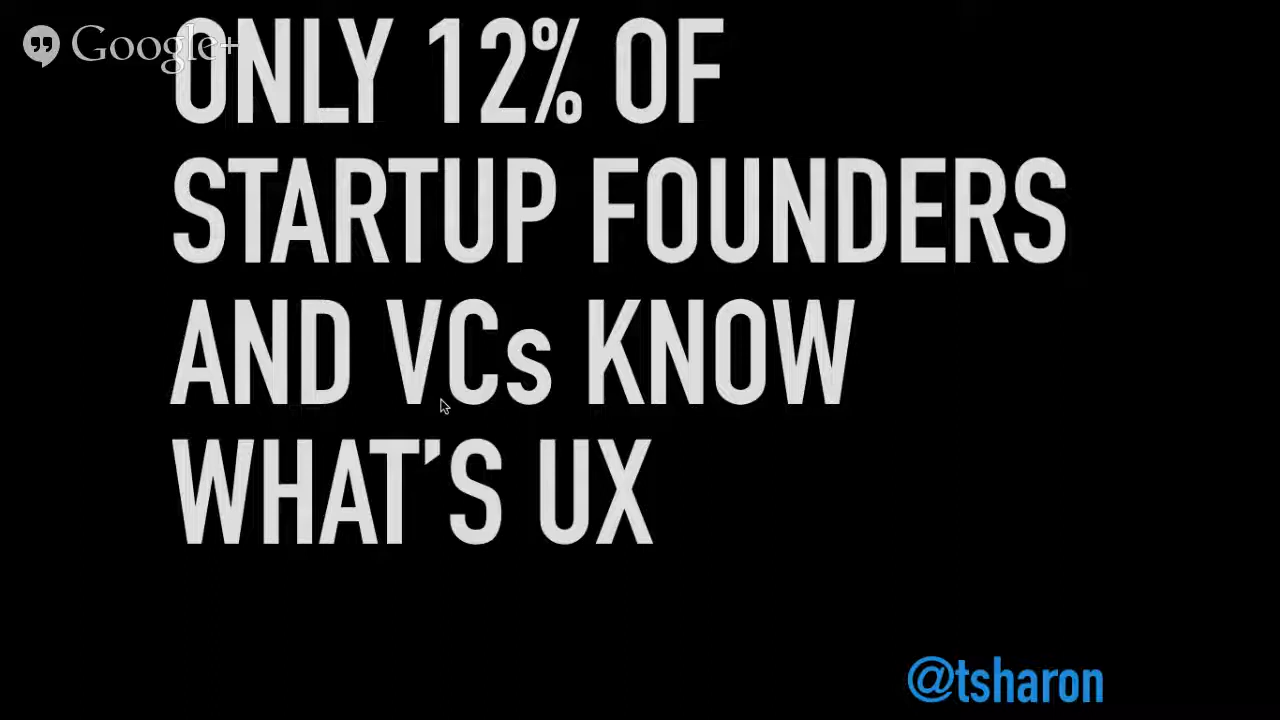 Google+
ONLY 12% OF
STARTUP FOUNDERS
AND VCs KNOW
WHAT'S UX
@tsharon